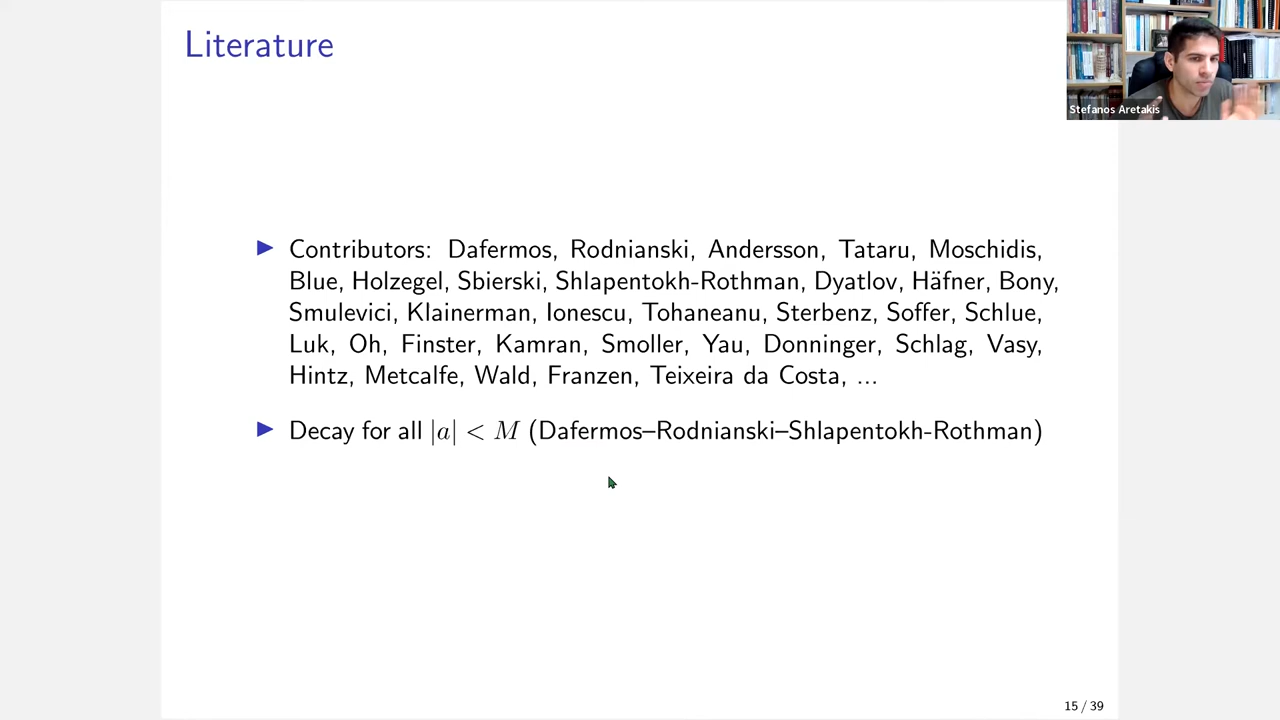 Literature
Stefanos Aretakis
▶ Contributors: Dafermos, Rodnianski, Andersson, Tataru, Moschidis,
Blue, Holzegel, Sbierski, Shlapentokh-Rothman, Dyatlov, Häfner, Bony,
Smulevici, Klainerman, Ionescu, Tohaneanu, Sterbenz, Soffer, Schlue,
Luk, Oh, Finster, Kamran, Smoller, Yau, Donninger, Schlag, Vasy,
Hintz, Metcalfe, Wald, Franzen, Teixeira da Costa, ...
▶ Decay for all |a| < M (Dafermos–Rodnianski–Shlapentokh-Rothman)
15 / 39